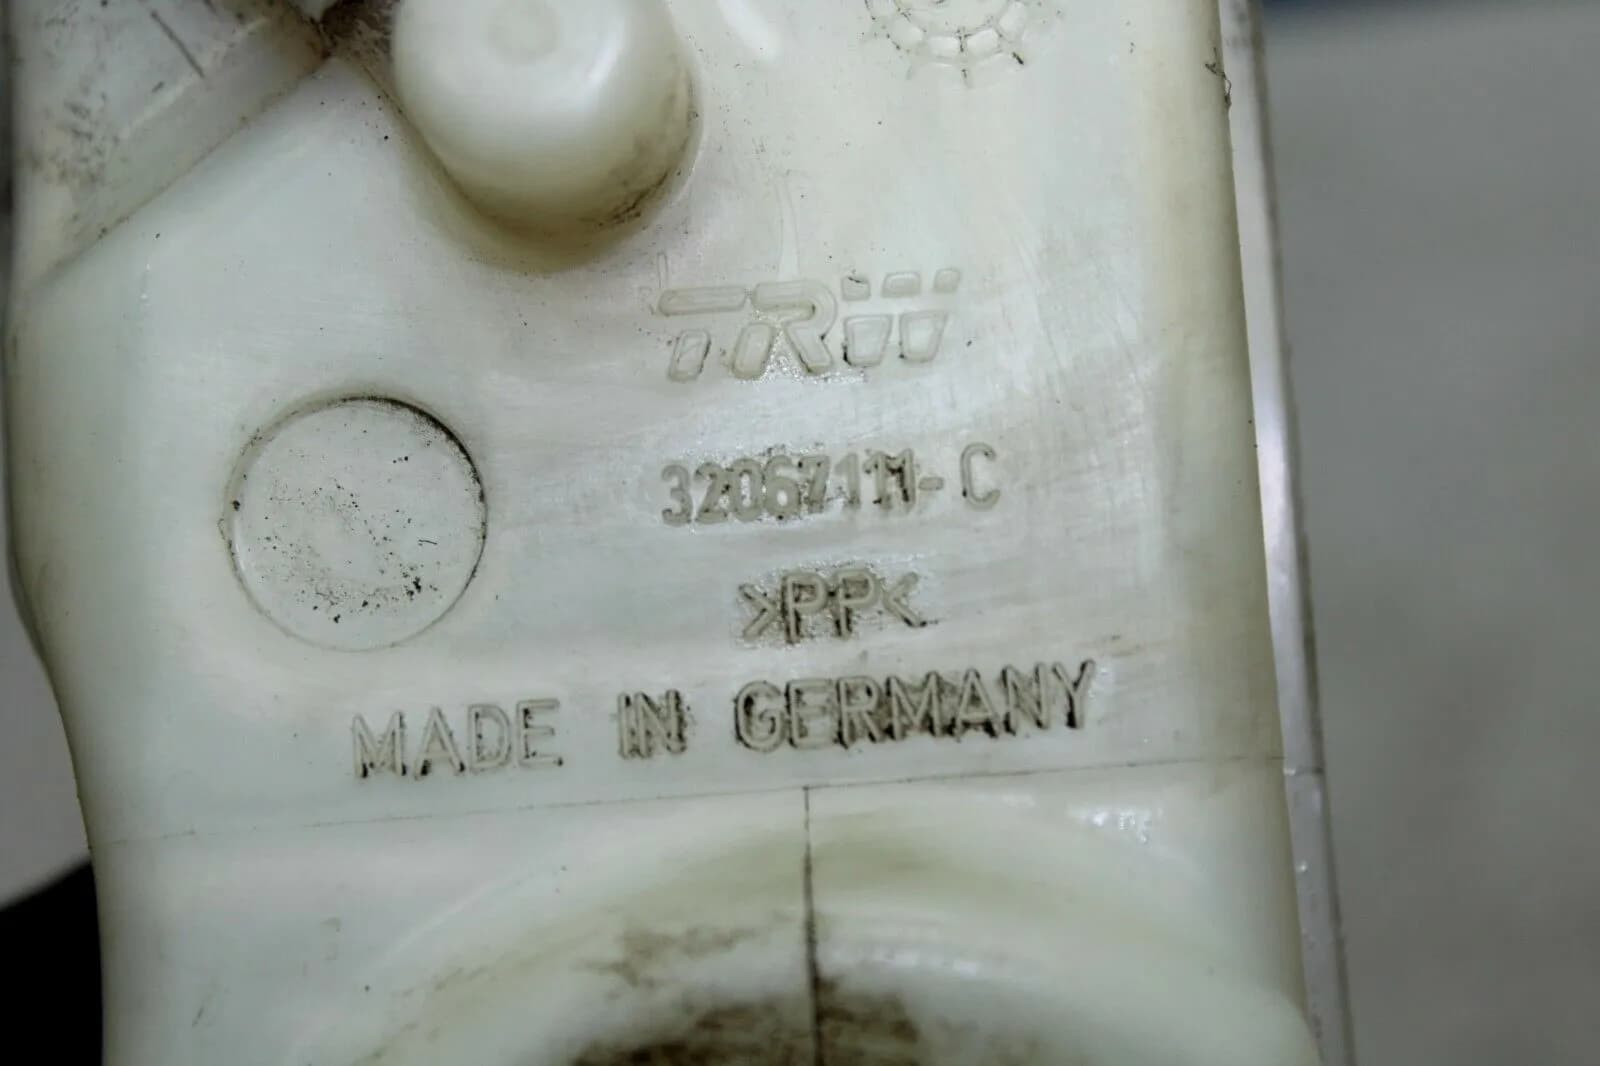 TRW
32067111-C
>PP<
MADE IN GERMANY